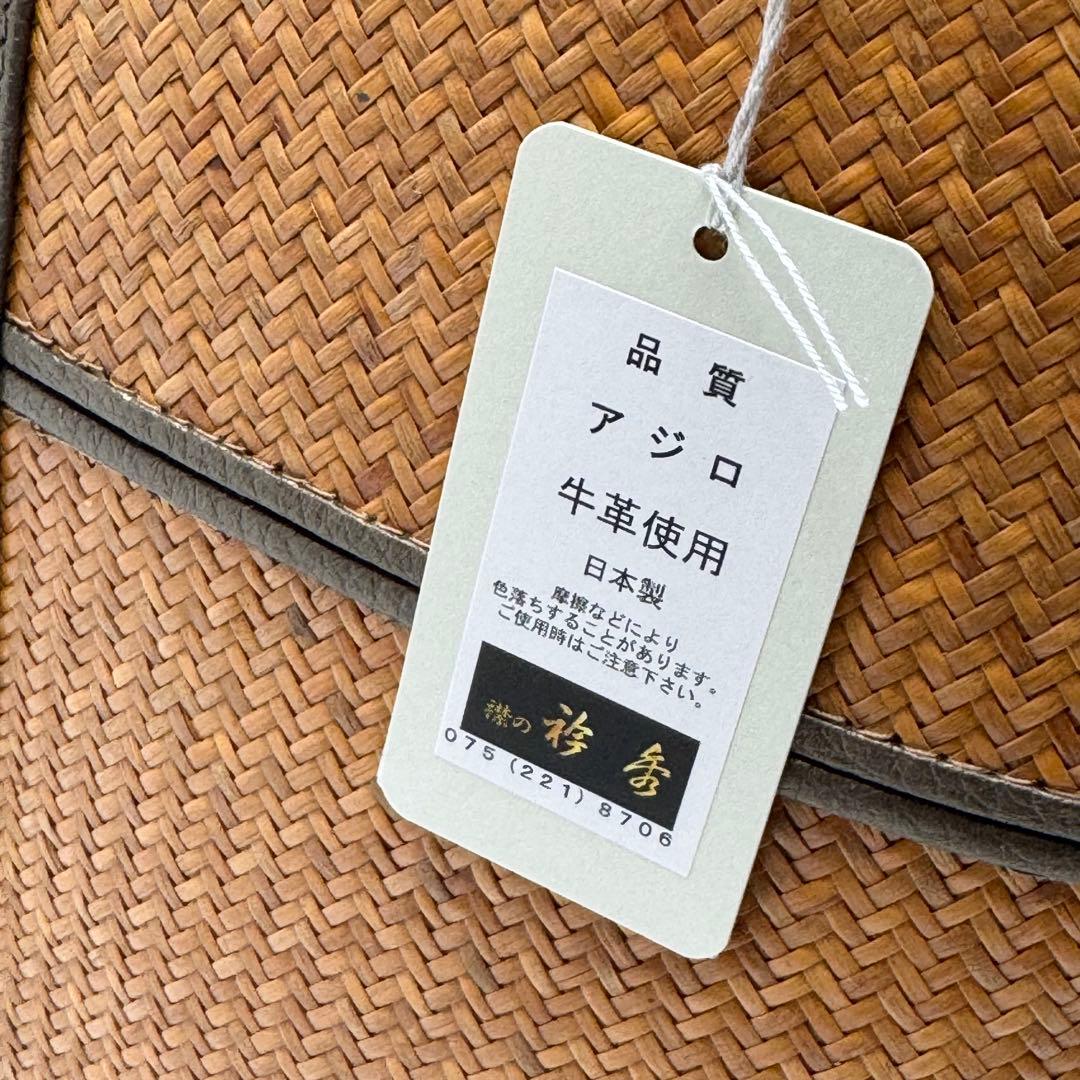 品質
アジロ
牛革使用
日本製
摩擦などにより
色落ちすることがあります。
ご使用時はご注意下さい。
襟の 衿秀
075(221)8706